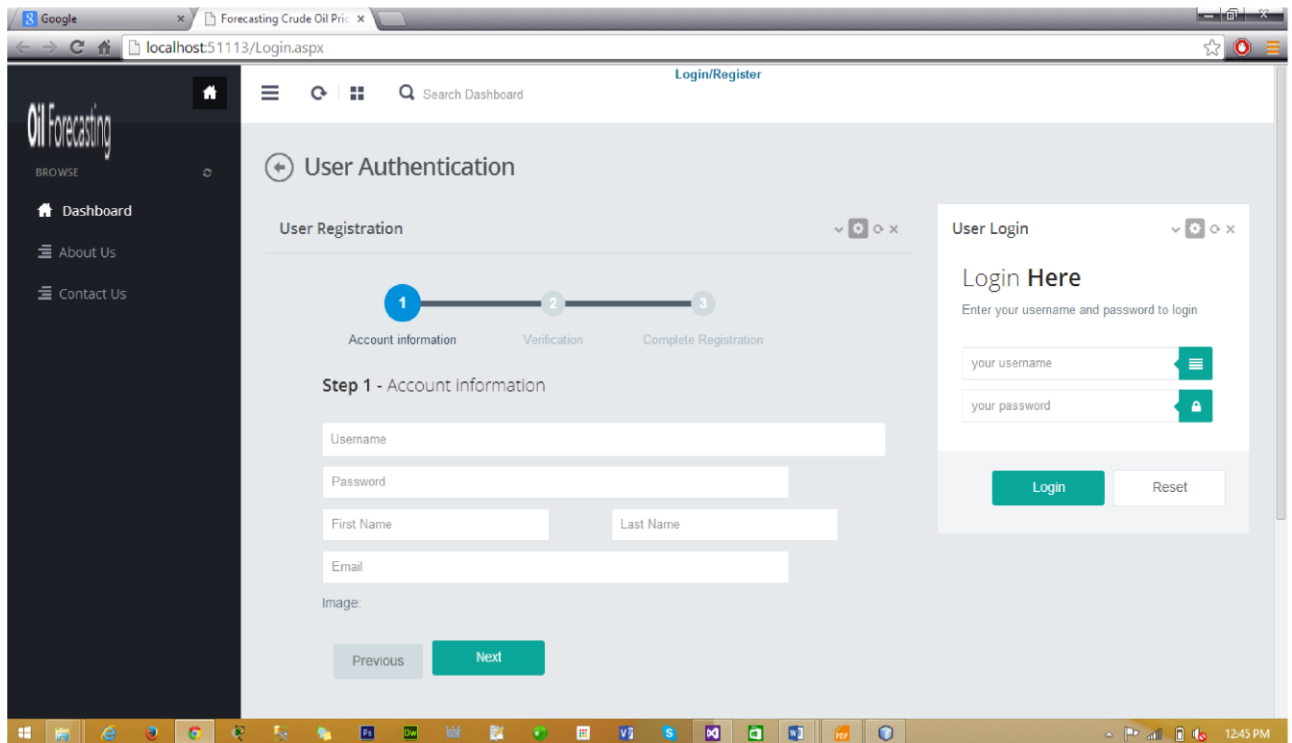 Google
Forecasting Crude Oil Pric
localhost:51113/Login.aspx
Login/Register
Search Dashboard
Oil Forecasting
BROWSE
Dashboard
About Us
Contact Us
User Authentication
User Registration
1
2
3
Account information
Verification
Complete Registration
Step 1 - Account information
Username
Password
First Name
Last Name
Email
Image:
Previous
Next
User Login
Login Here
Enter your username and password to login
your username
your password
Login
Reset
Ps
Dw
12:45 PM